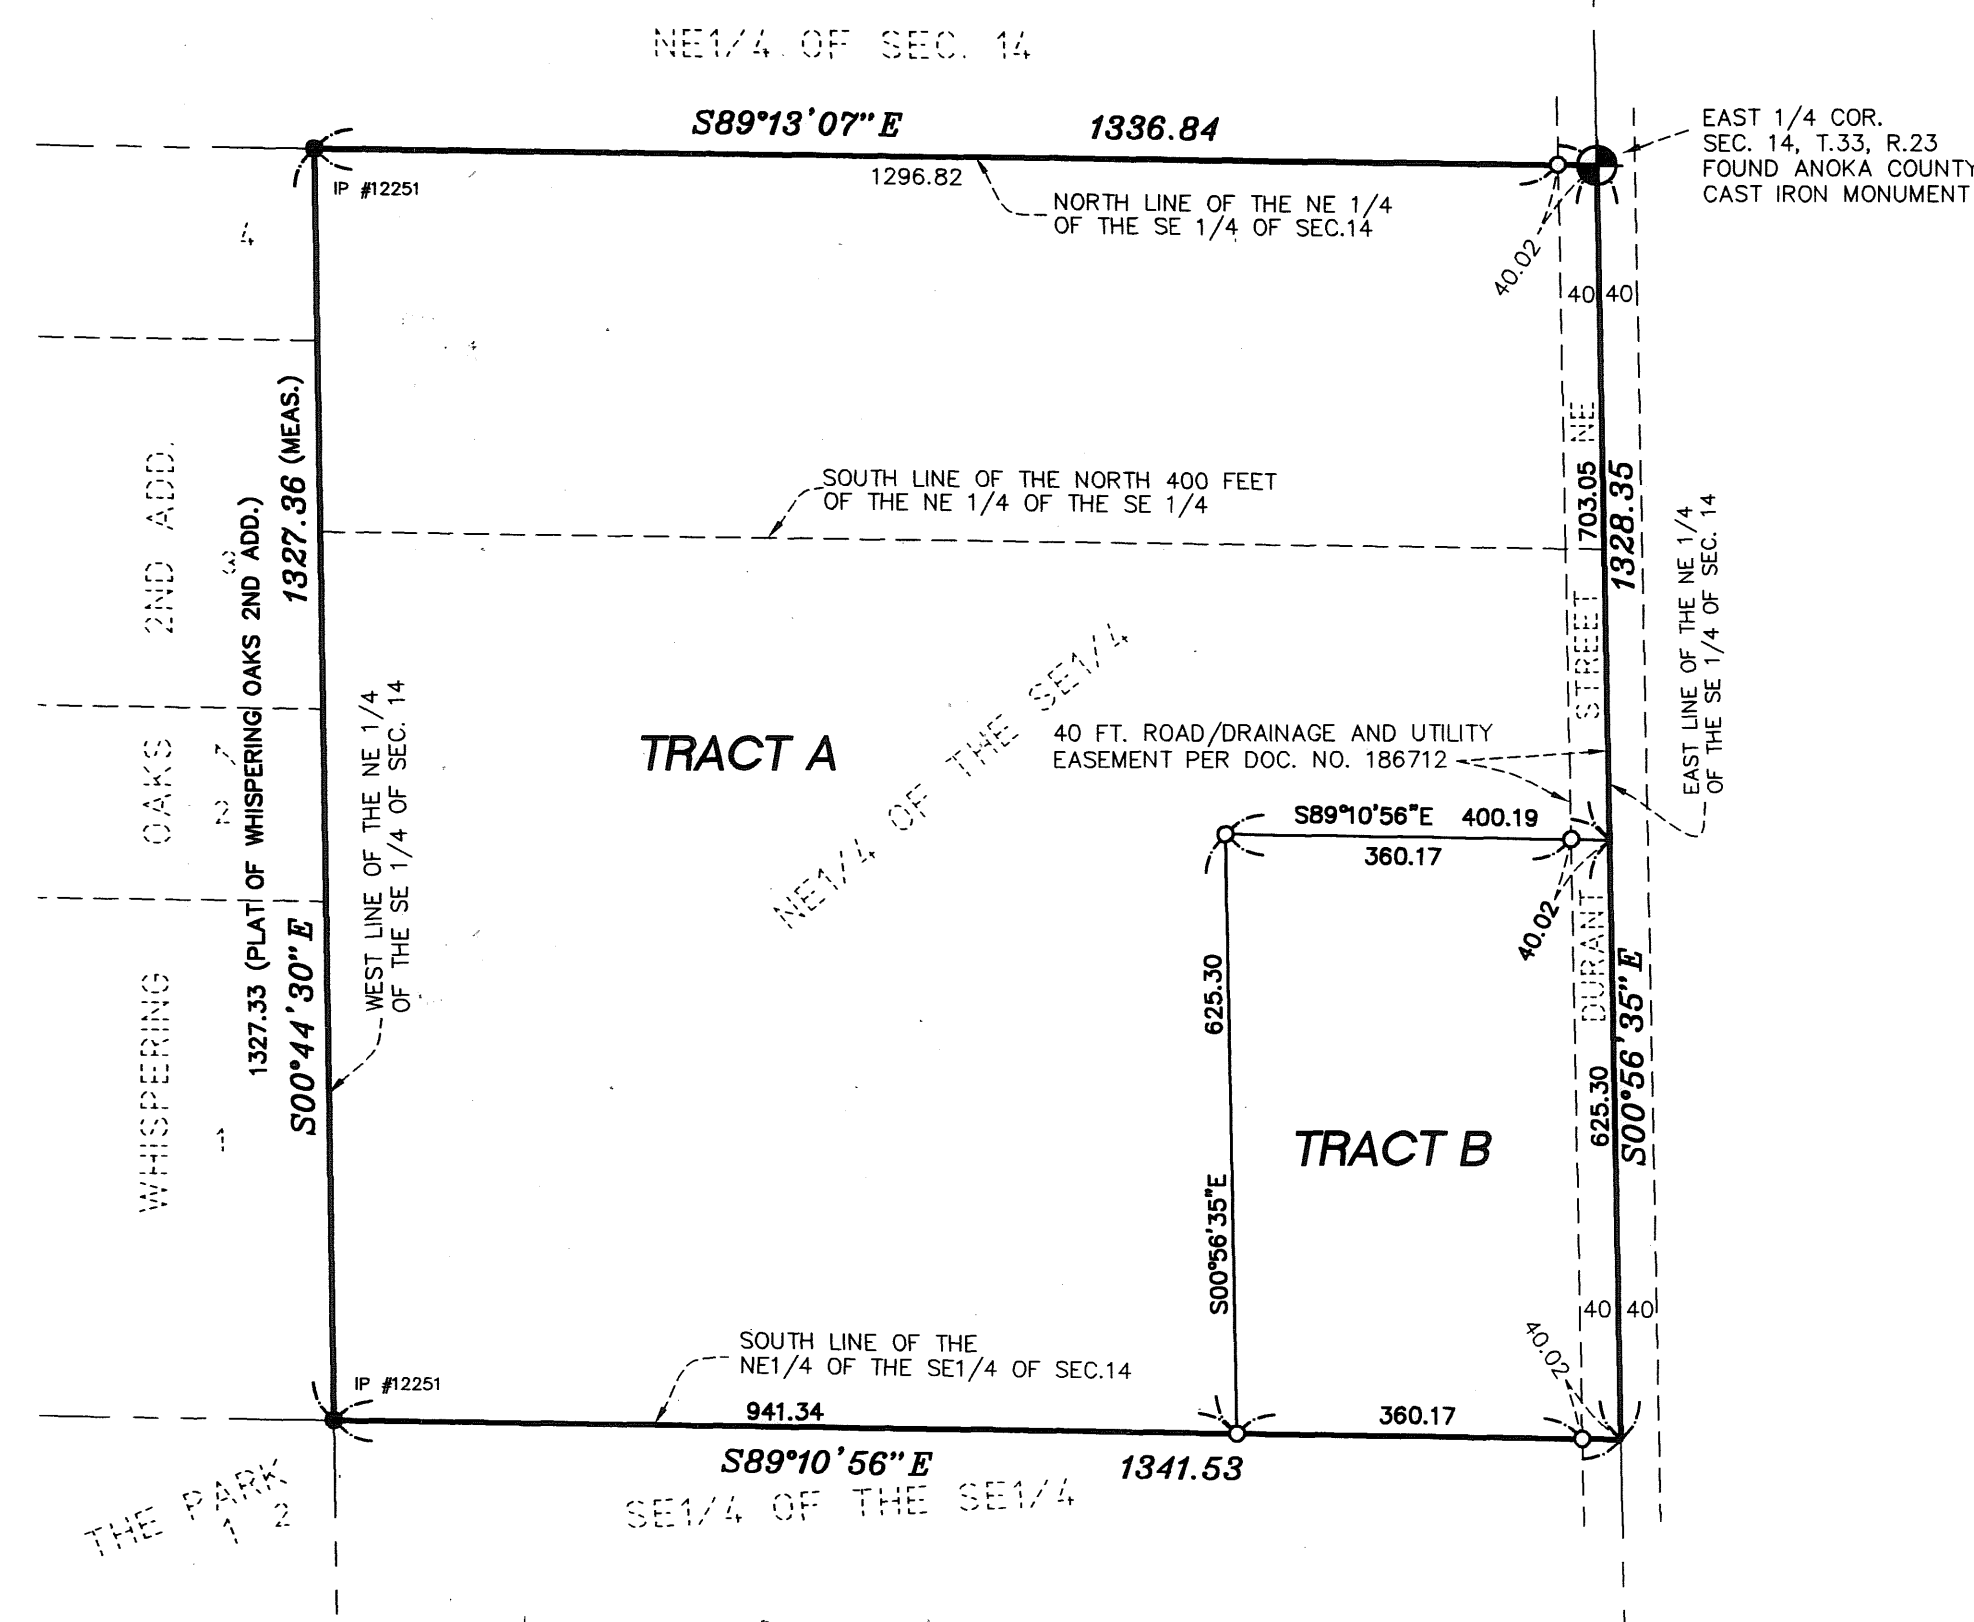 NE1/4 OF SEC. 14
S89°13'07"E 1336.84
EAST 1/4 COR.
SEC. 14, T.33, R.23
FOUND ANOKA COUNTY
CAST IRON MONUMENT
IP #12251
1296.82
NORTH LINE OF THE NE 1/4
OF THE SE 1/4 OF SEC.14
40.02
40 40
4
SOUTH LINE OF THE NORTH 400 FEET
OF THE NE 1/4 OF THE SE 1/4
1327.36 (MEAS.)
1327.33 (PLAT OF WHISPERING OAKS 2ND ADD.)
S00°44'30"E
WHISPERING OAKS 2ND ADD.
3
2
1
WEST LINE OF THE NE 1/4
OF THE SE 1/4 OF SEC. 14
TRACT A
NE1/4 OF THE SE1/4
703.05
1328.35
DURANT STREET NE
EAST LINE OF THE NE 1/4
OF THE SE 1/4 OF SEC. 14
40 FT. ROAD/DRAINAGE AND UTILITY
EASEMENT PER DOC. NO. 186712
S89°10'56"E 400.19
360.17
40.02
625.30
S00°56'35"E
TRACT B
625.30
S00°56'35"E
40 40
40.02
SOUTH LINE OF THE
NE1/4 OF THE SE1/4 OF SEC.14
IP #12251
941.34
360.17
S89°10'56"E 1341.53
SE1/4 OF THE SE1/4
THE PARK
1 2